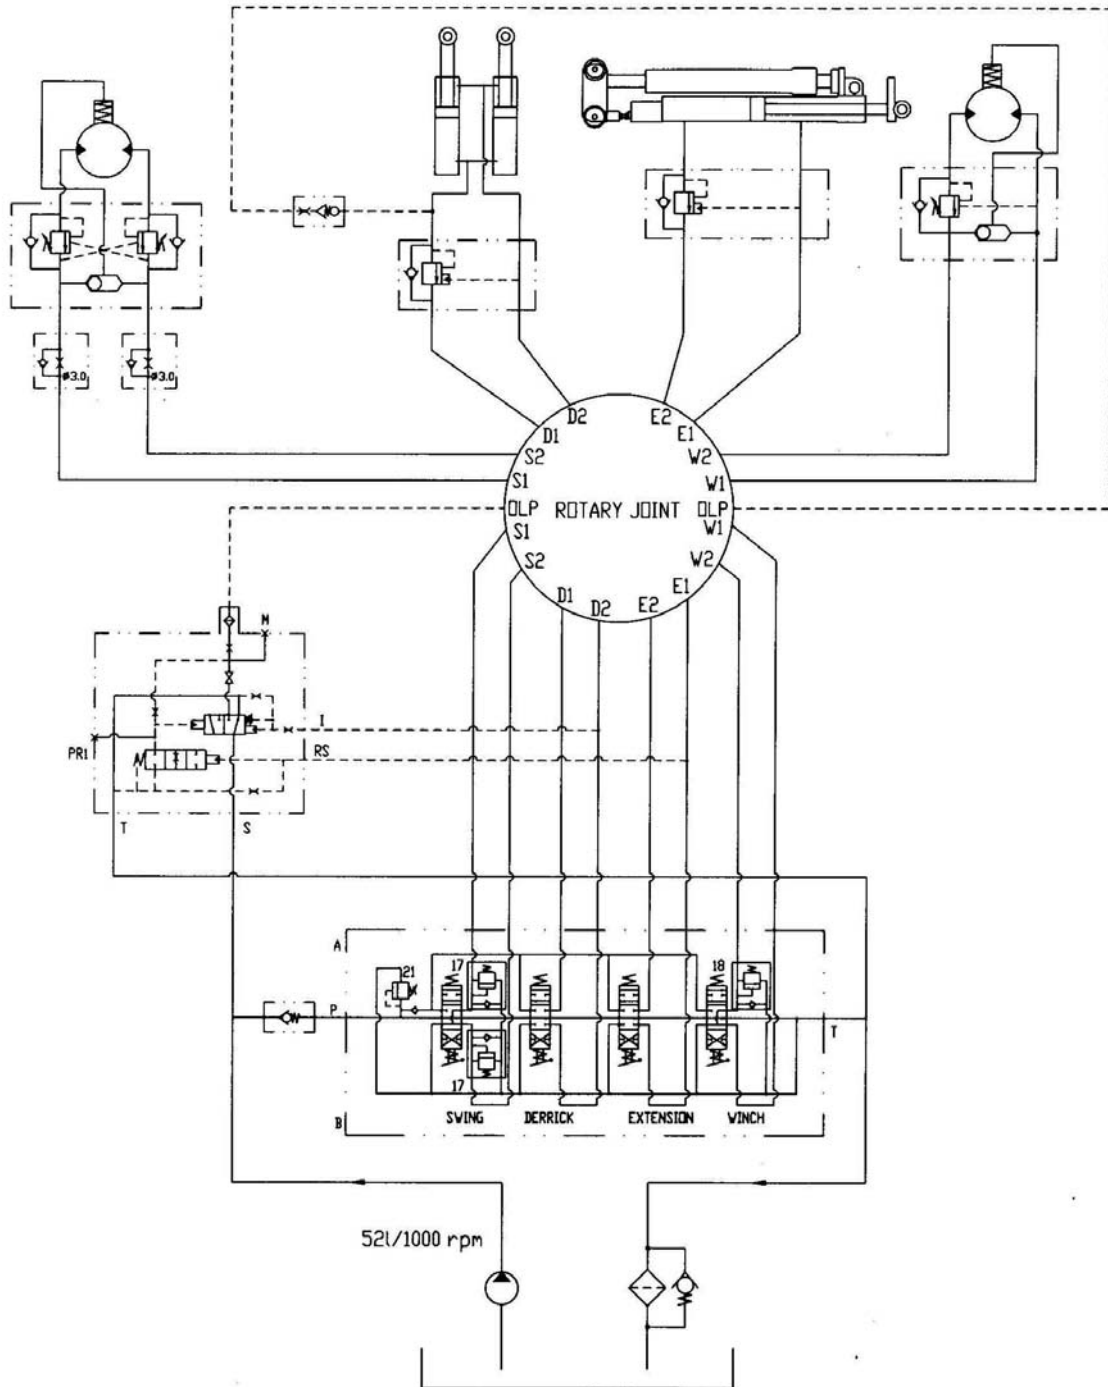 ø3.0
ø3.0
D2
E2
D1
E1
S2
W2
S1
W1
OLP
ROTARY JOINT
OLP
S1
W1
S2
W2
D1
D2
E2
E1
M
I
PR1
RS
T
S
A
21
17
18
P
T
17
SWING
DERRICK
EXTENSION
WINCH
B
52l/1000 rpm